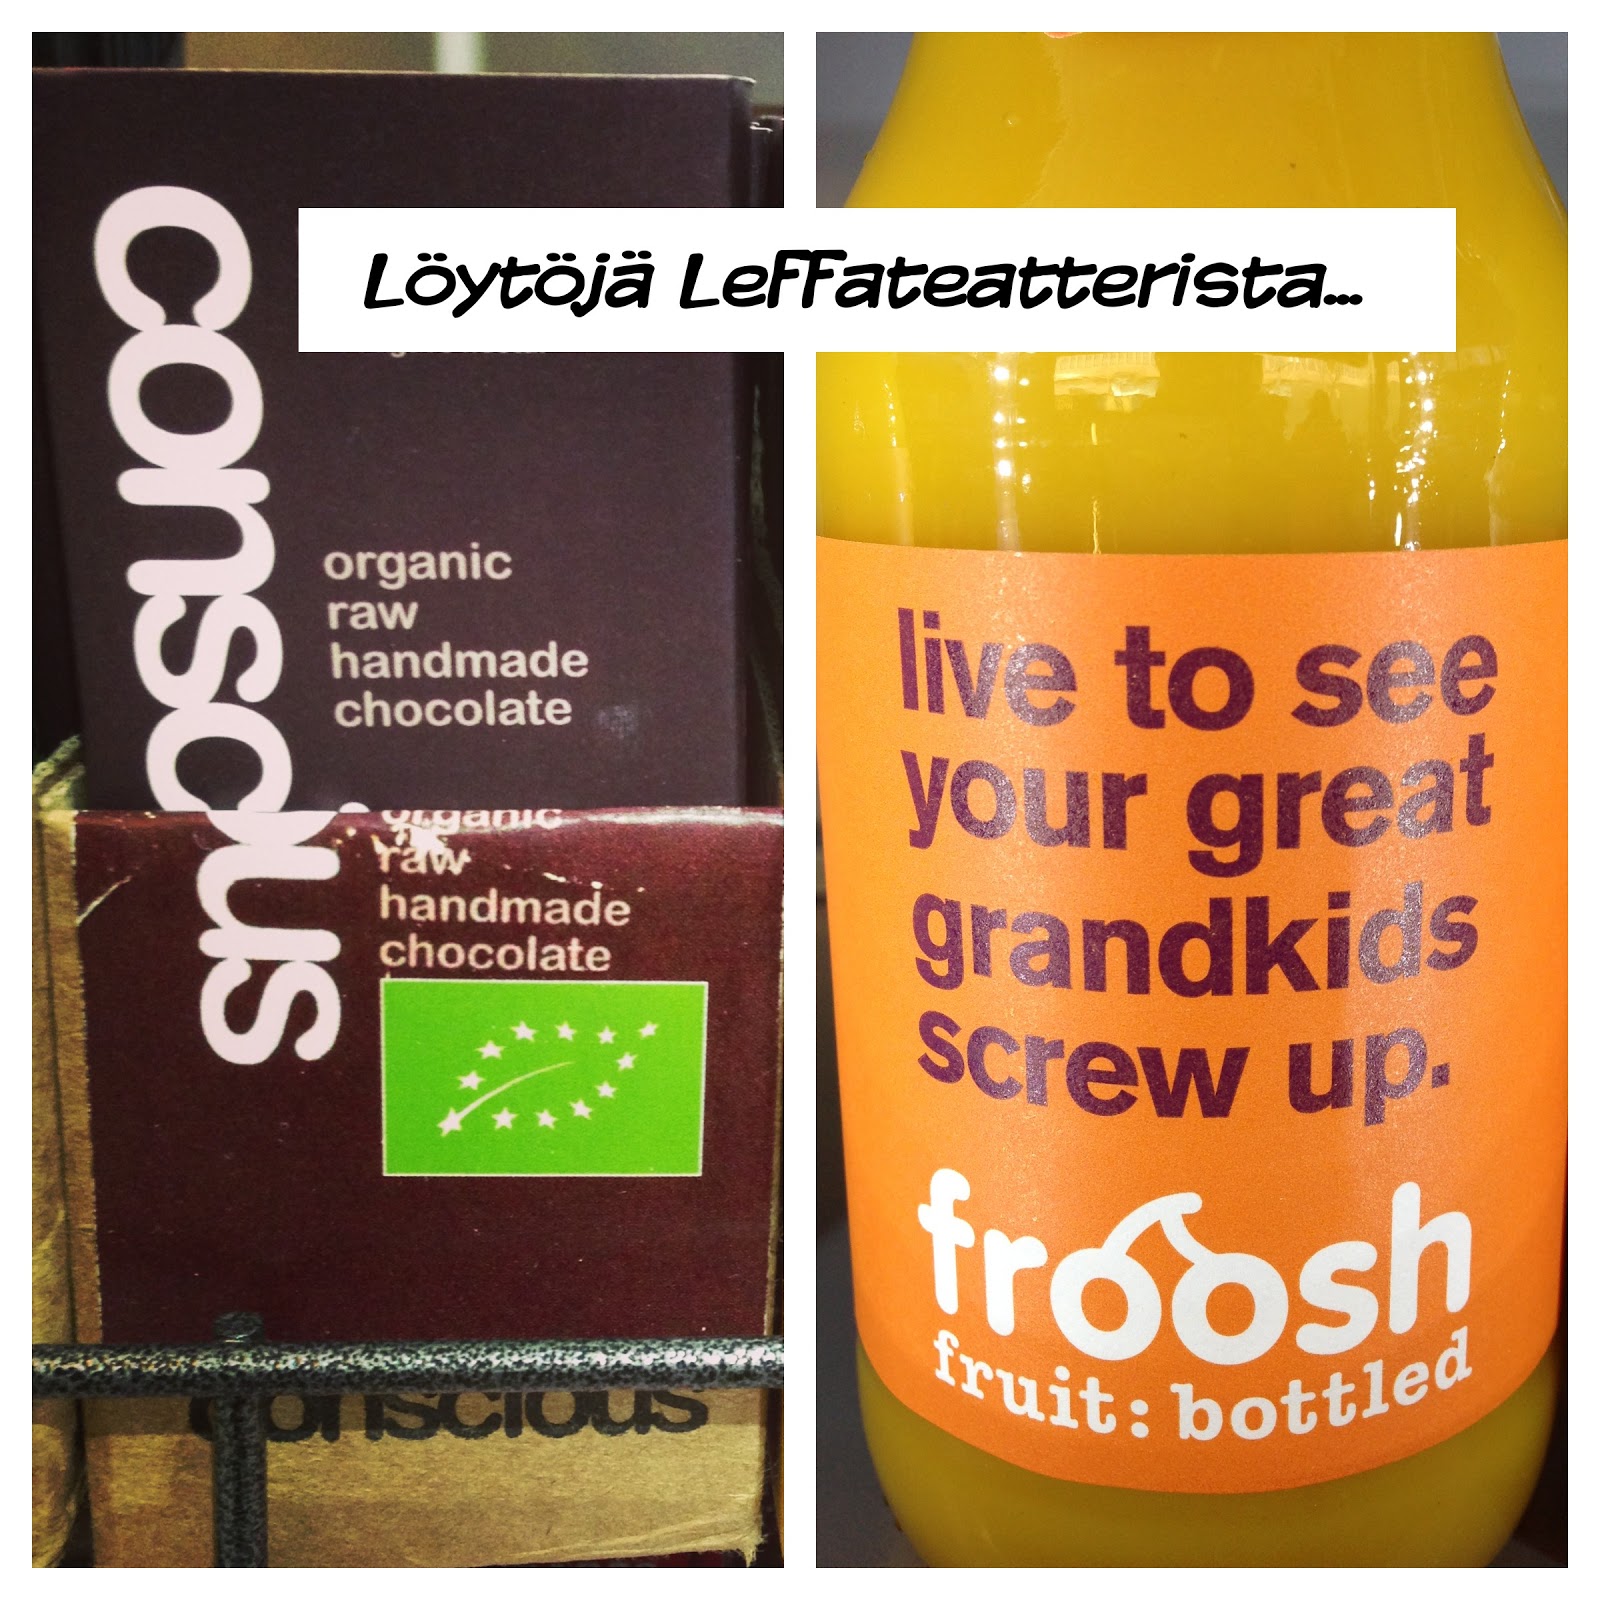 Löytöjä Leffateatterista...
conscious
organic
raw
handmade
chocolate
organic
raw
handmade
chocolate
conscious
live to see
your great
grandkids
screw up.
froosh
fruit: bottled